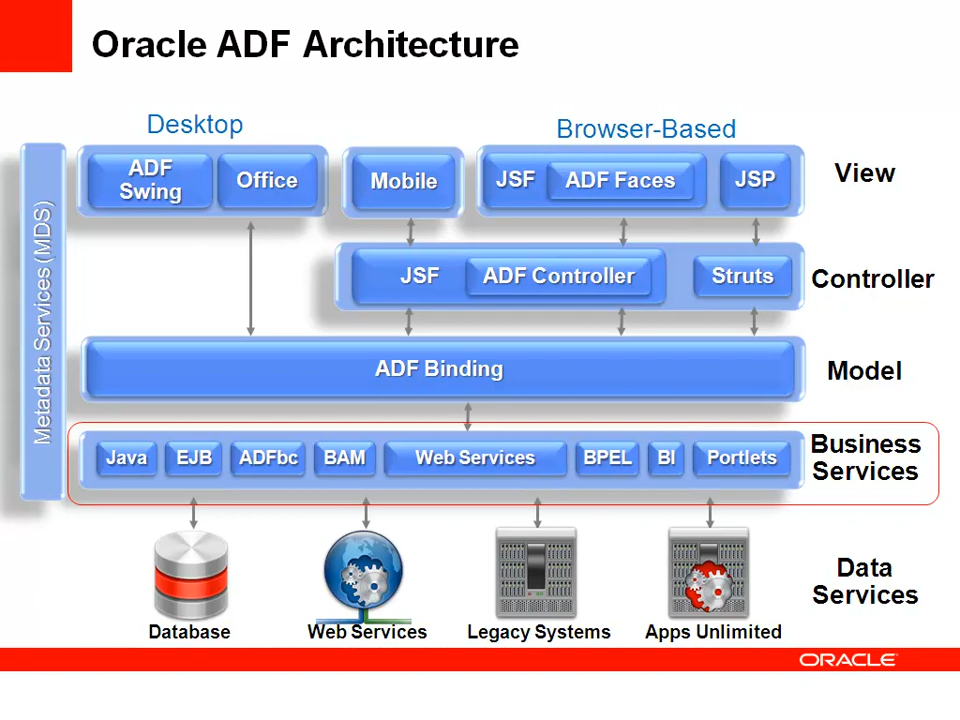 Oracle ADF Architecture
Desktop
Browser-Based
Metadata Services (MDS)
ADF
Swing
Office
Mobile
JSF
ADF Faces
JSP
View
JSF
ADF Controller
Struts
Controller
ADF Binding
Model
Java
EJB
ADFbc
BAM
Web Services
BPEL
BI
Portlets
Business
Services
Database
Web Services
Legacy Systems
Apps Unlimited
Data
Services
ORACLE